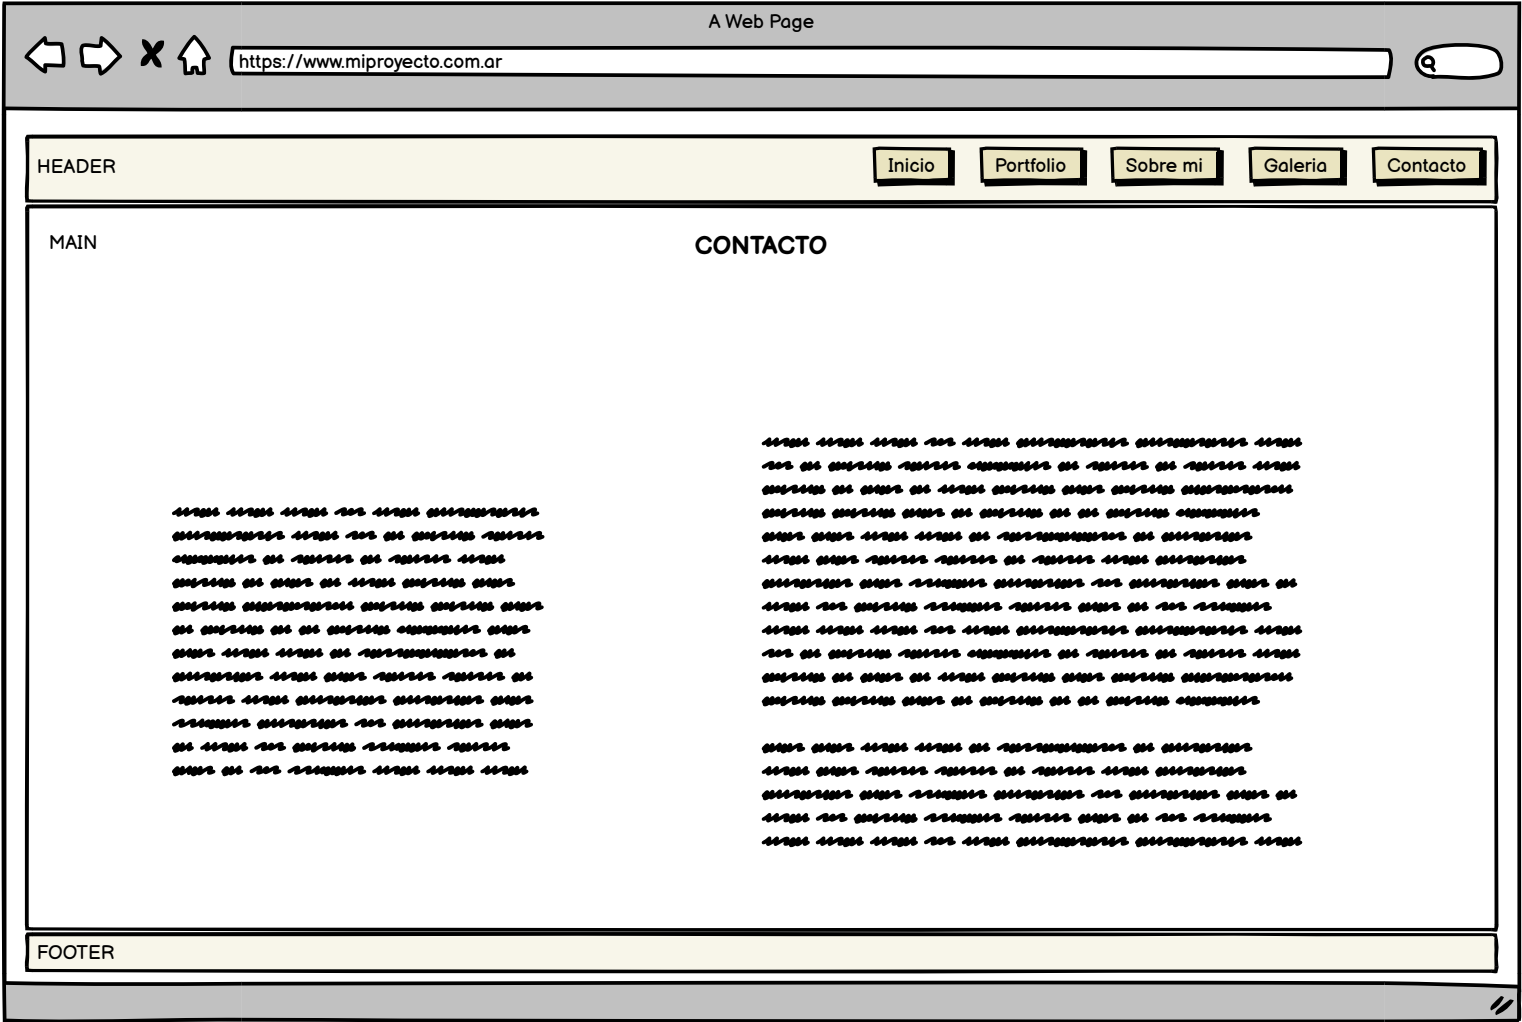 A Web Page
https://www.miproyecto.com.ar
HEADER
Inicio
Portfolio
Sobre mi
Galeria
Contacto
MAIN
CONTACTO
FOOTER